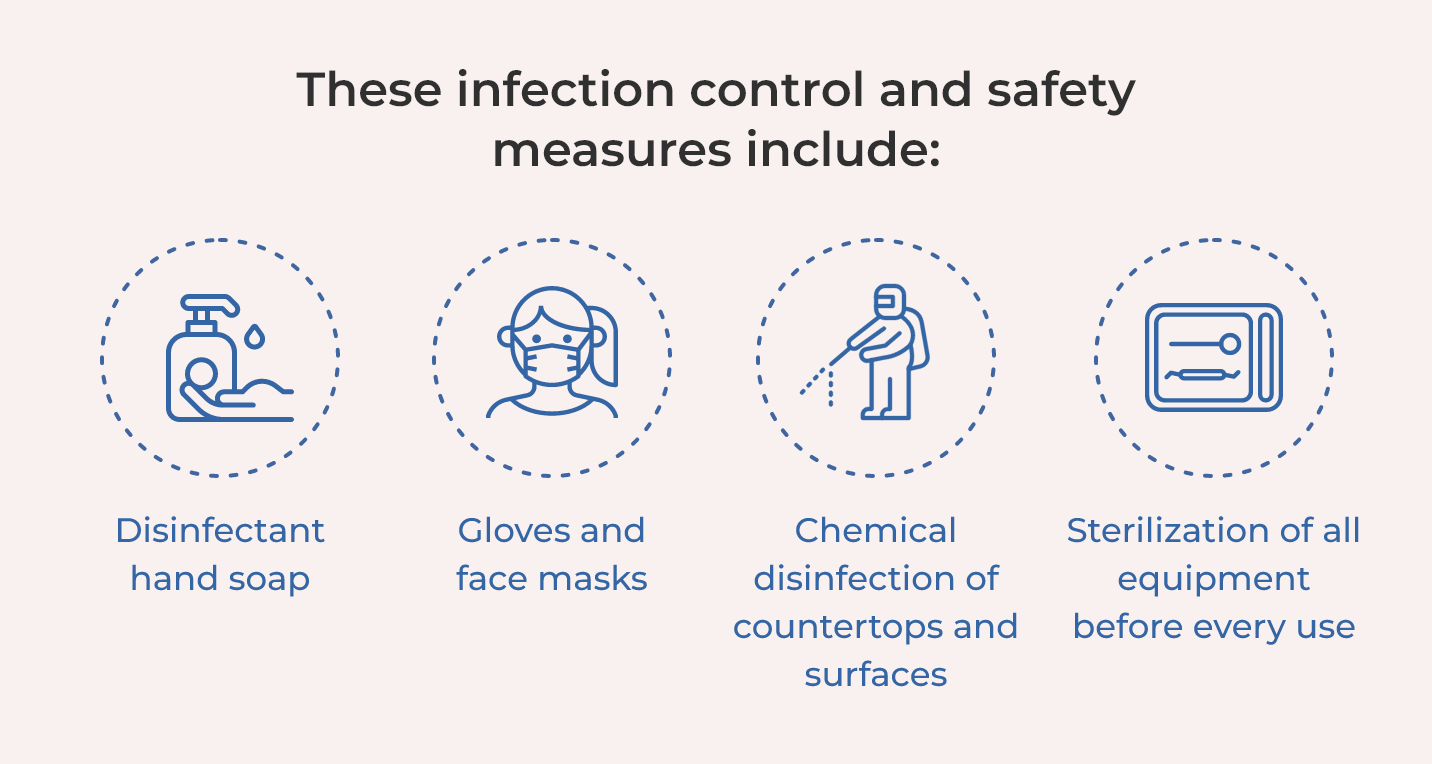 These infection control and safety
measures include:
Disinfectant
hand soap
Gloves and
face masks
Chemical
disinfection of
countertops and
surfaces
Sterilization of all
equipment
before every use